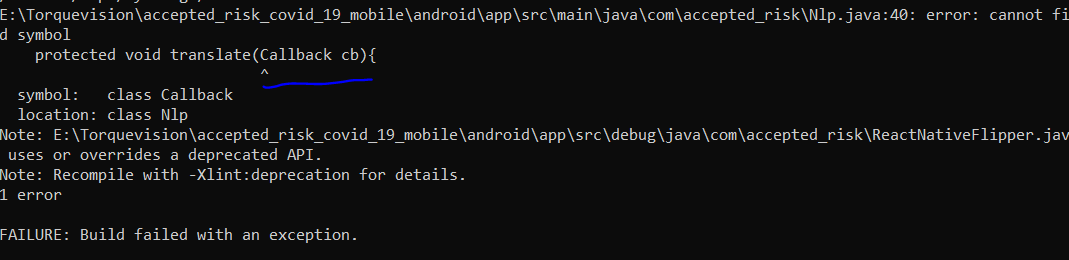 E:\Torquevision\accepted_risk_covid_19_mobile\android\app\src\main\java\com\accepted_risk\Nlp.java:40: error: cannot fi
d symbol
    protected void translate(Callback cb){
                             ^
  symbol:   class Callback
  location: class Nlp
Note: E:\Torquevision\accepted_risk_covid_19_mobile\android\app\src\debug\java\com\accepted_risk\ReactNativeFlipper.jav
 uses or overrides a deprecated API.
Note: Recompile with -Xlint:deprecation for details.
1 error
FAILURE: Build failed with an exception.